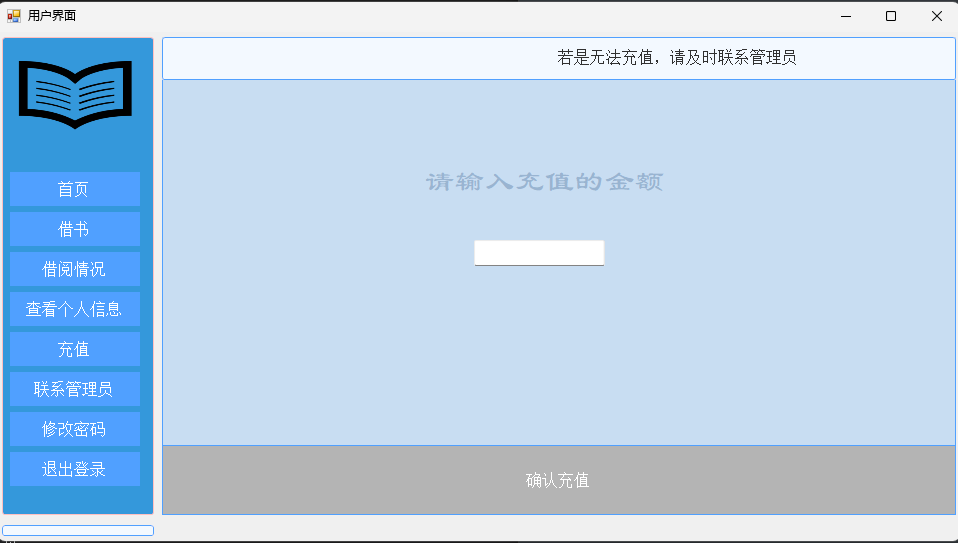 用户界面
若是无法充值，请及时联系管理员
请输入充值的金额
首页
借书
借阅情况
查看个人信息
充值
联系管理员
修改密码
退出登录
确认充值